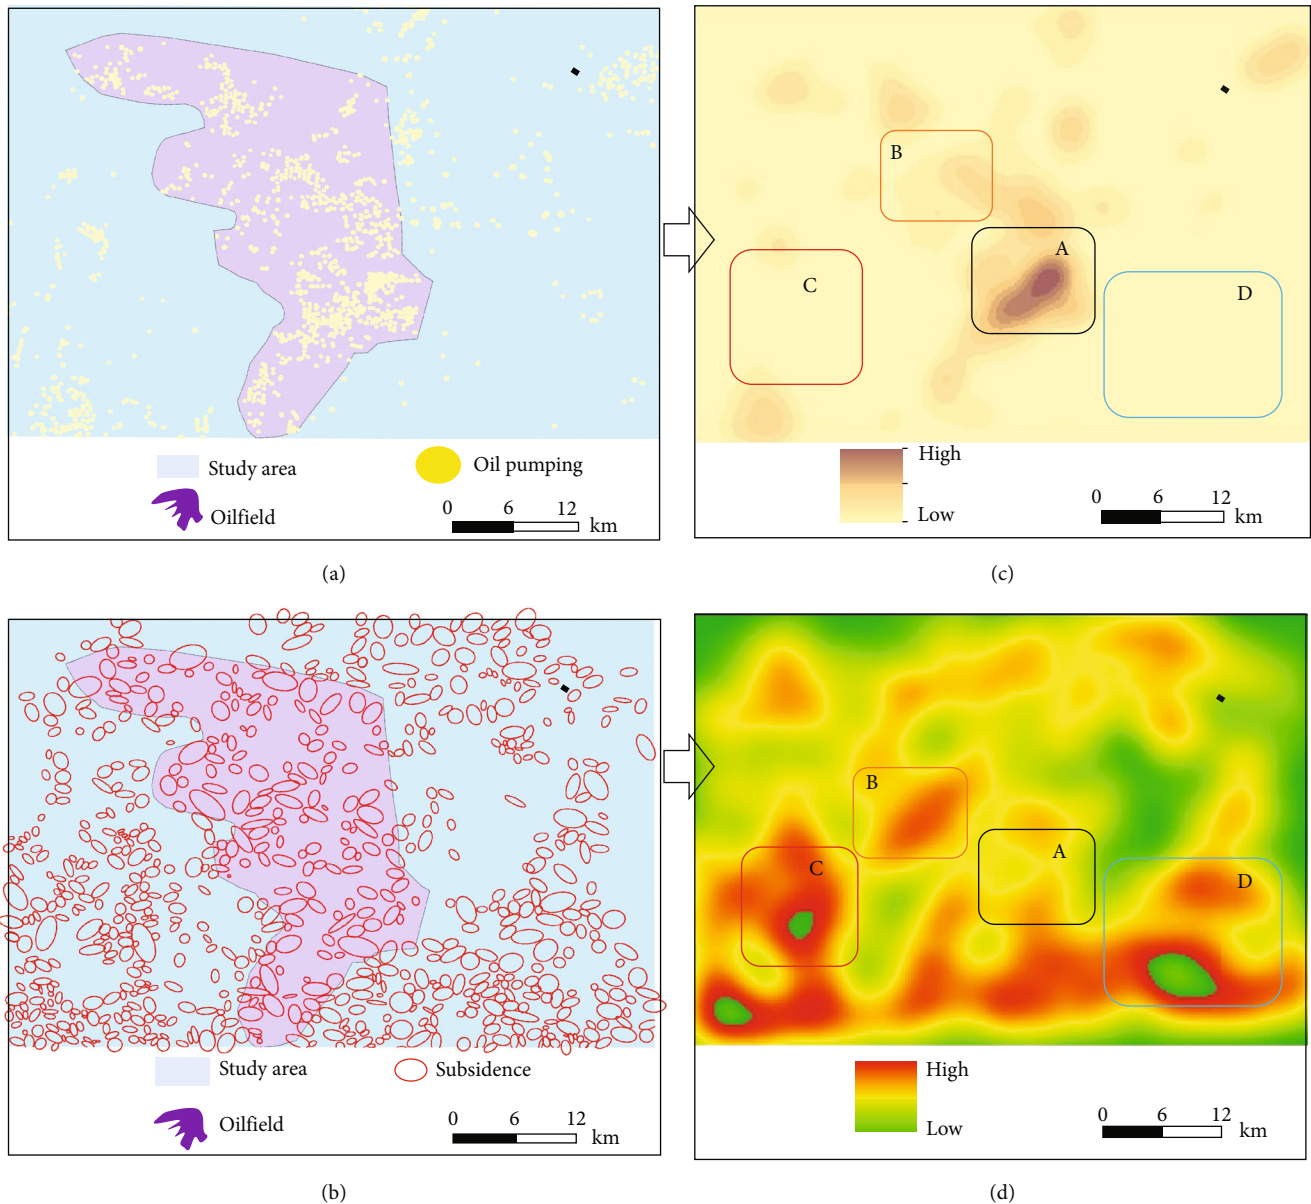 Study area
Oil pumping
Oilfield
0 6 12
km
(a)
B
A
C
D
High
Low
0 6 12
km
(c)
Study area
Subsidence
Oilfield
0 6 12
km
(b)
B
A
C
D
High
Low
0 6 12
km
(d)